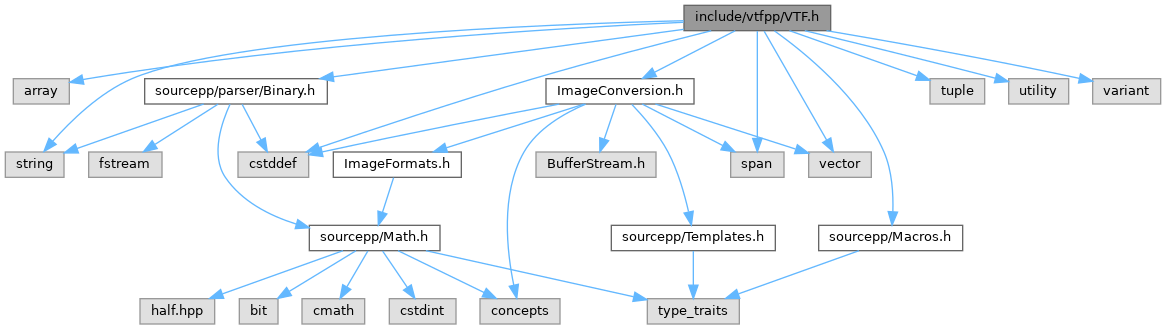 include/vtfpp/VTF.h
array
sourcepp/parser/Binary.h
ImageConversion.h
tuple
utility
variant
string
fstream
cstddef
ImageFormats.h
BufferStream.h
span
vector
sourcepp/Math.h
sourcepp/Templates.h
sourcepp/Macros.h
half.hpp
bit
cmath
cstdint
concepts
type_traits